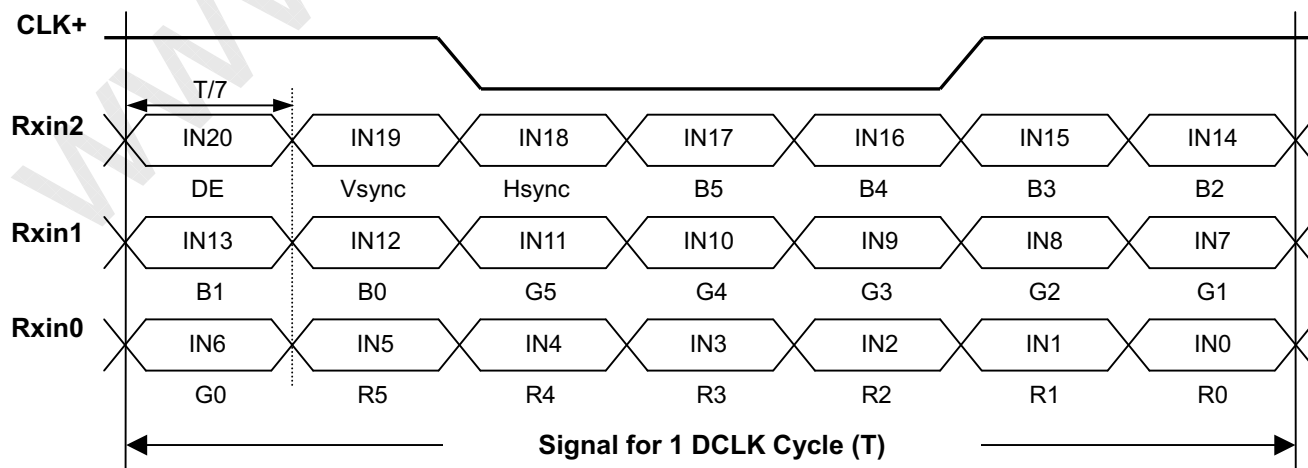 CLK+
T/7
Rxin2 IN20 IN19 IN18 IN17 IN16 IN15 IN14
DE Vsync Hsync B5 B4 B3 B2
Rxin1 IN13 IN12 IN11 IN10 IN9 IN8 IN7
B1 B0 G5 G4 G3 G2 G1
Rxin0 IN6 IN5 IN4 IN3 IN2 IN1 IN0
G0 R5 R4 R3 R2 R1 R0
Signal for 1 DCLK Cycle (T)